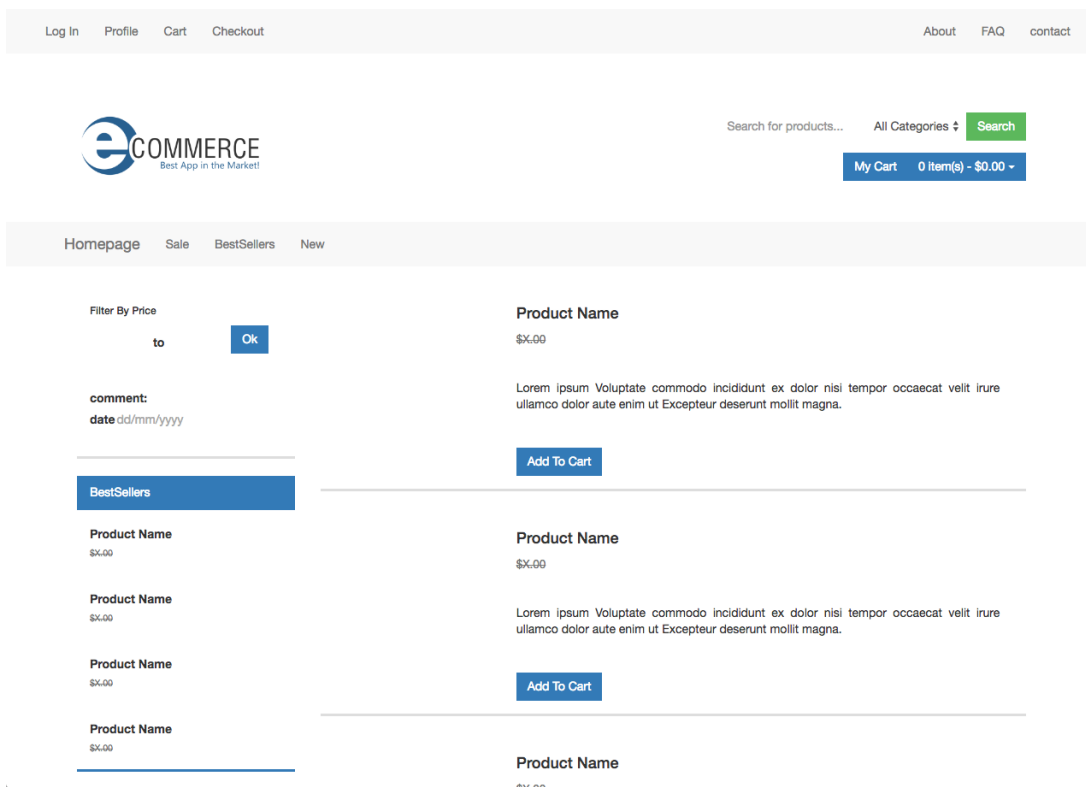 Log In Profile Cart Checkout About FAQ contact
eCOMMERCE
Best App in the Market!
Search for products... All Categories Search
My Cart 0 item(s) - $0.00
Homepage Sale BestSellers New
Filter By Price
to Ok
comment:
date dd/mm/yyyy
BestSellers
Product Name
$X.00
Product Name
$X.00
Product Name
$X.00
Product Name
$X.00
Product Name
$X.00
Lorem ipsum Voluptate commodo incididunt ex dolor nisi tempor occaecat velit irure
ullamco dolor aute enim ut Excepteur deserunt mollit magna.
Add To Cart
Product Name
$X.00
Lorem ipsum Voluptate commodo incididunt ex dolor nisi tempor occaecat velit irure
ullamco dolor aute enim ut Excepteur deserunt mollit magna.
Add To Cart
Product Name
$X.00